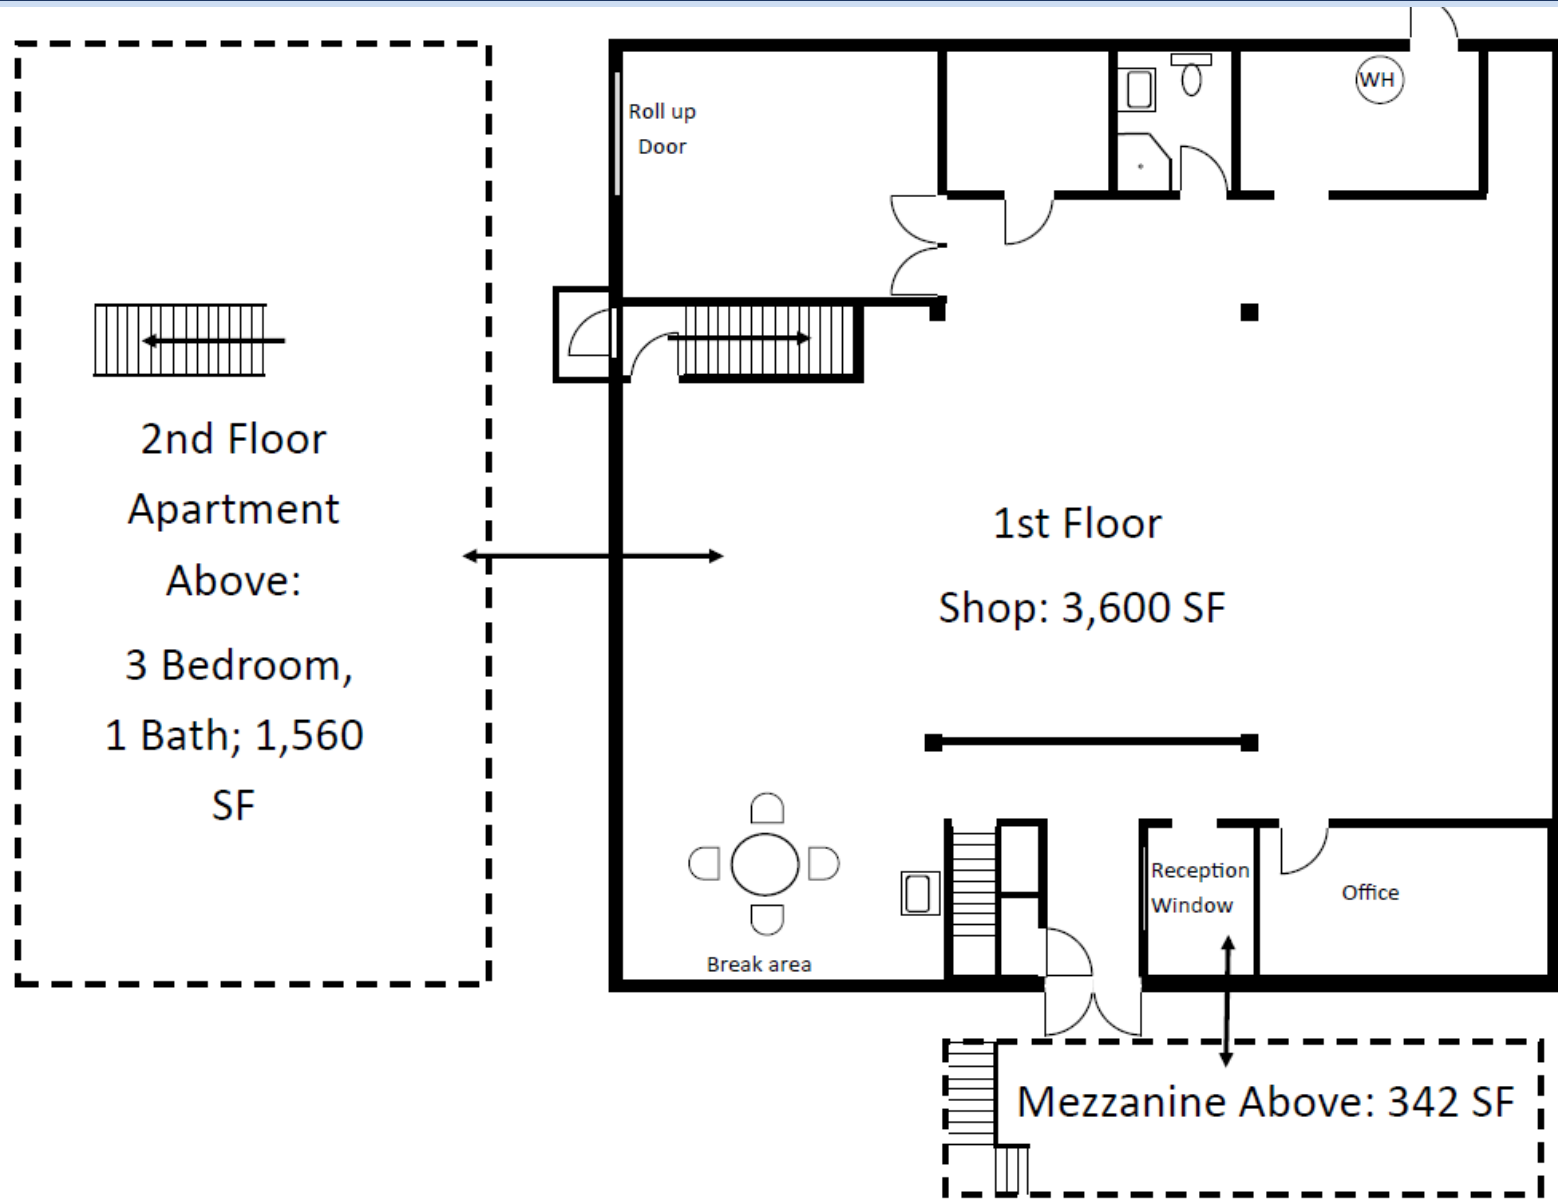 Roll up
Door
WH
2nd Floor
Apartment
Above:
3 Bedroom,
1 Bath; 1,560
SF
1st Floor
Shop: 3,600 SF
Break area
Reception
Window
Office
Mezzanine Above: 342 SF